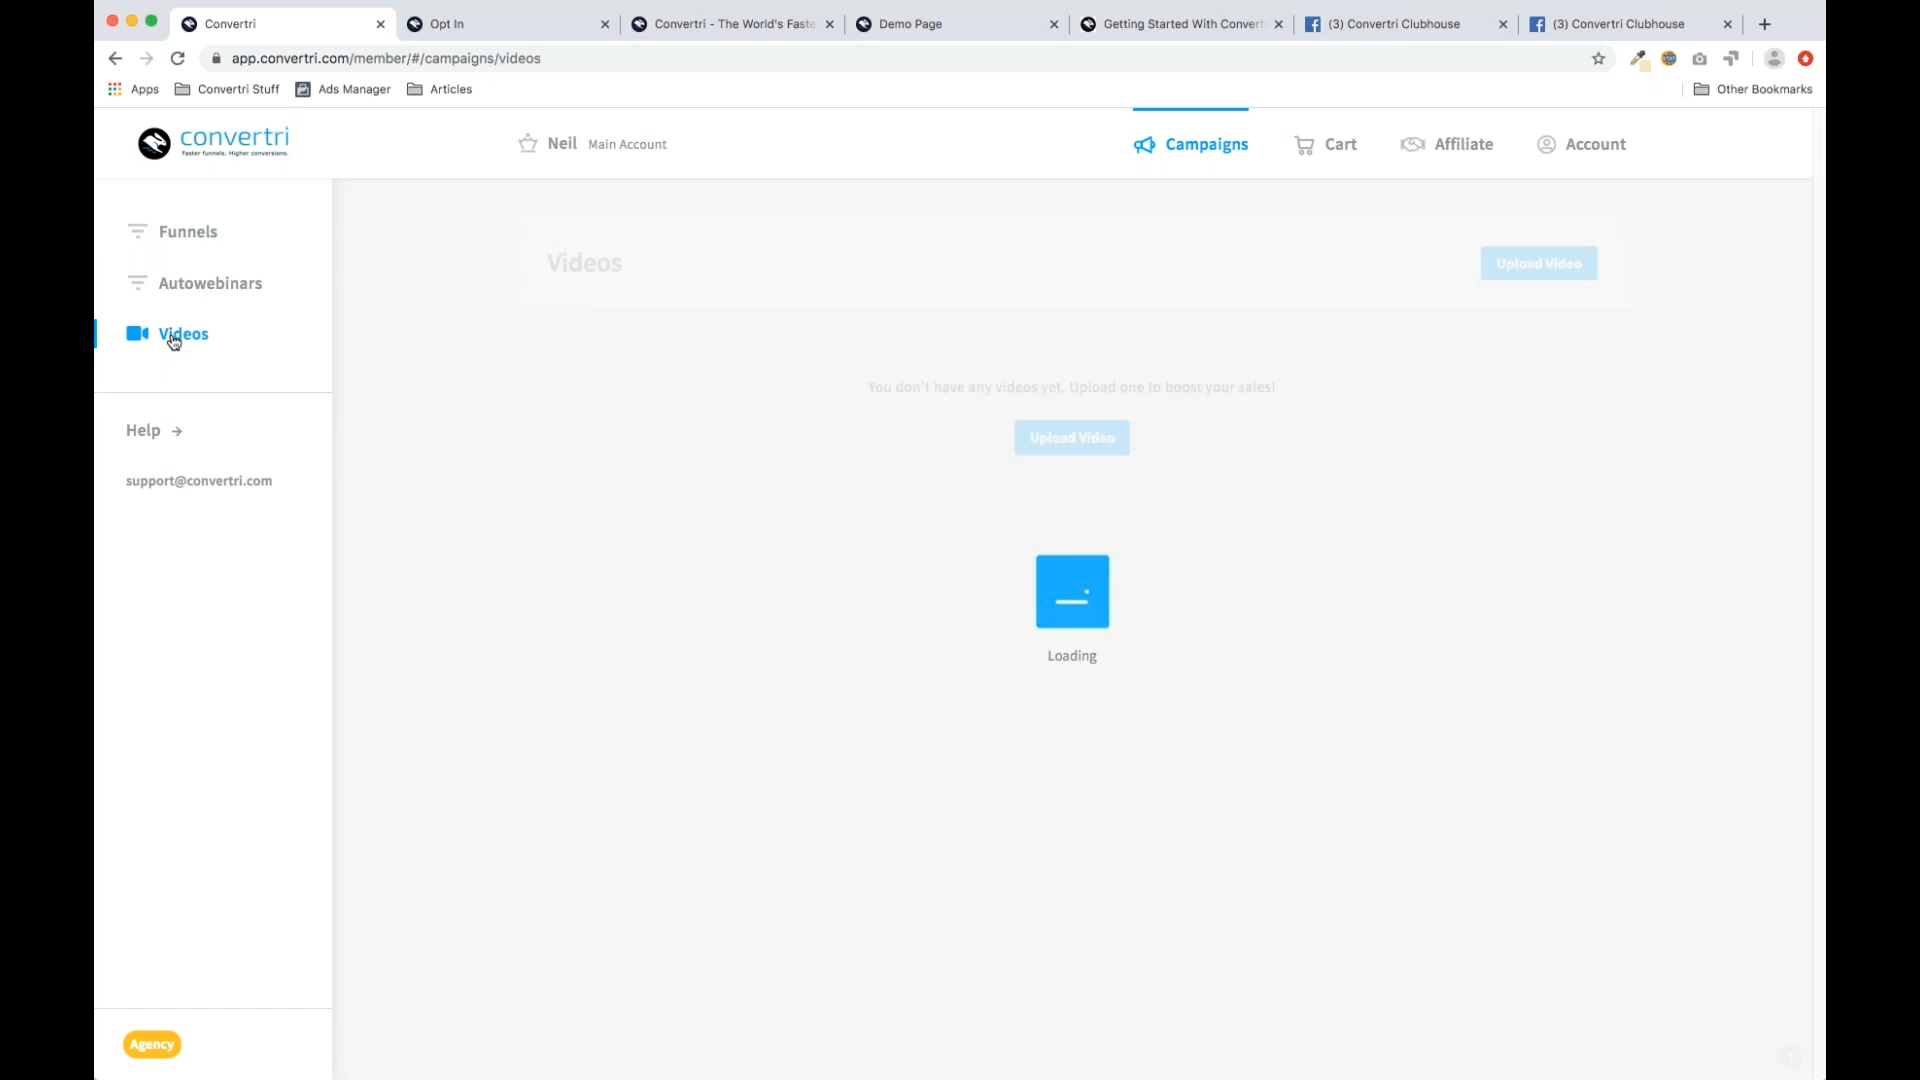 Convertri
Opt In
Convertri - The World's Faste
Demo Page
Getting Started With Convert
(3) Convertri Clubhouse
(3) Convertri Clubhouse
app.convertri.com/member/#/campaigns/videos
Apps
Convertri Stuff
Ads Manager
Articles
Other Bookmarks
convertri
Faster funnels. Higher conversions.
Neil Main Account
Campaigns
Cart
Affiliate
Account
Funnels
Autowebinars
Videos
Help
support@convertri.com
Agency
Videos
Upload Video
You don't have any videos yet. Upload one to boost your sales!
Upload Video
Loading